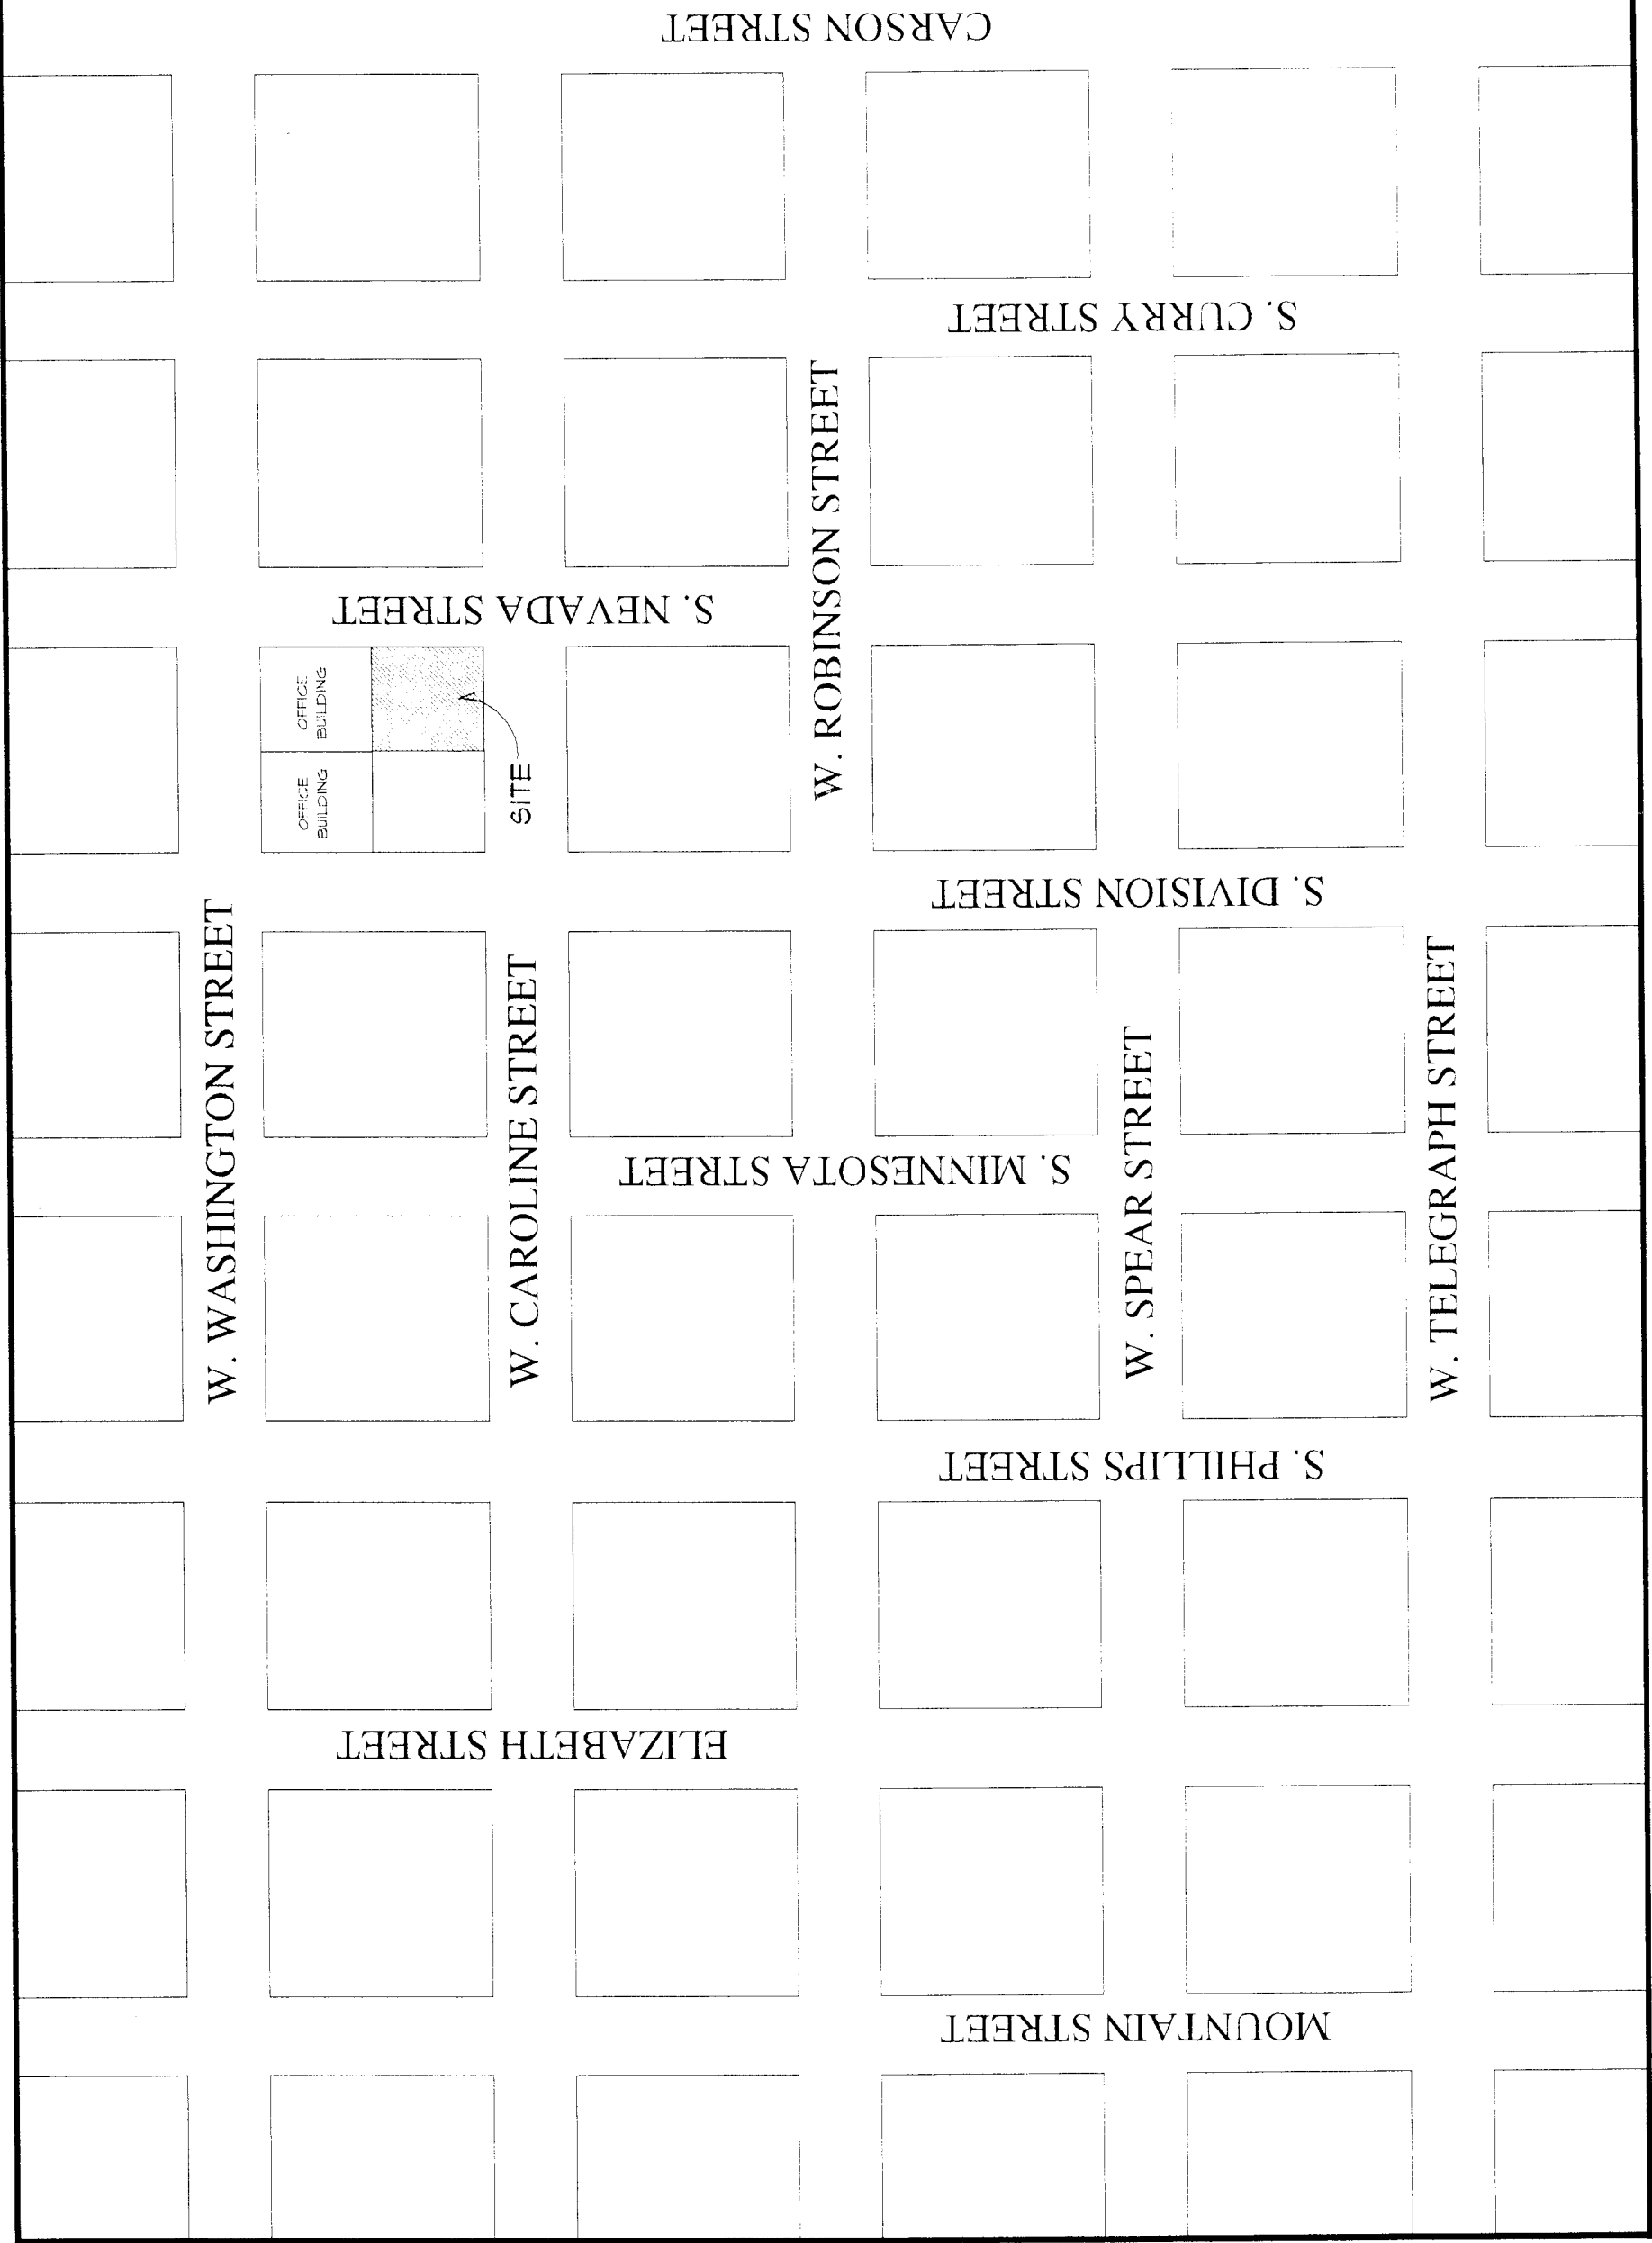 CARSON STREET
S. CURRY STREET
W. ROBINSON STREET
S. NEVADA STREET
OFFICE
BUILDING
OFFICE
BUILDING
SITE
S. DIVISION STREET
W. WASHINGTON STREET
W. CAROLINE STREET
W. SPEAR STREET
W. TELEGRAPH STREET
S. MINNESOTA STREET
S. PHILLIPS STREET
ELIZABETH STREET
MOUNTAIN STREET